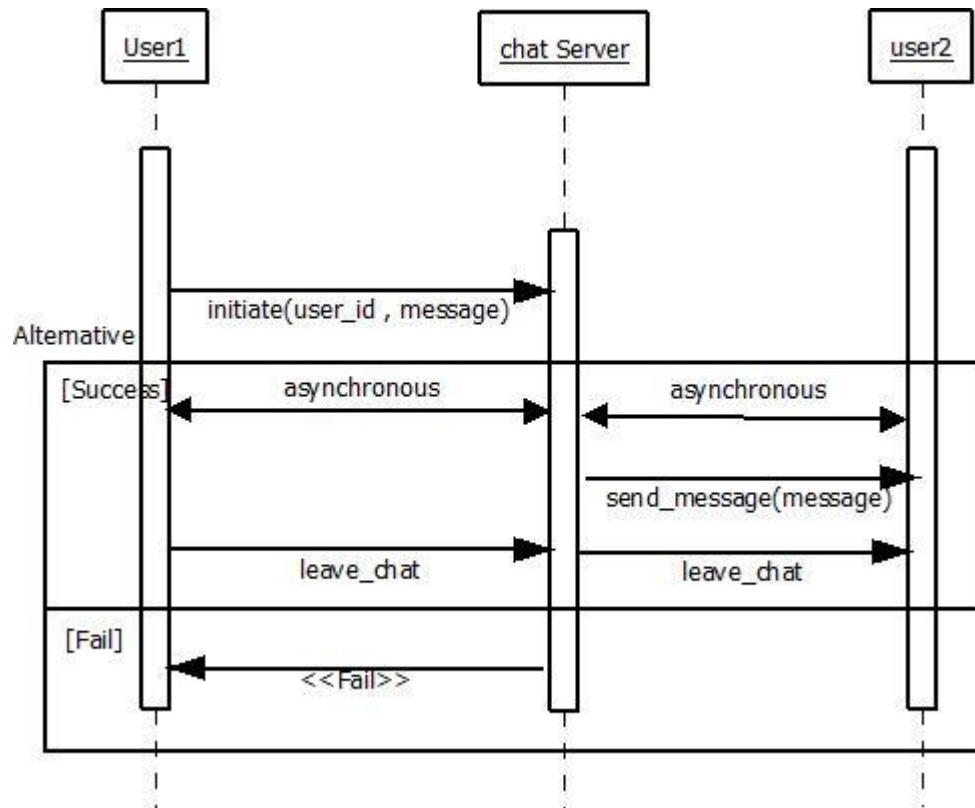 User1
chat Server
user2
initiate(user_id , message)
Alternative
[Success]
asynchronous
asynchronous
send_message(message)
leave_chat
leave_chat
[Fail]
<<Fail>>